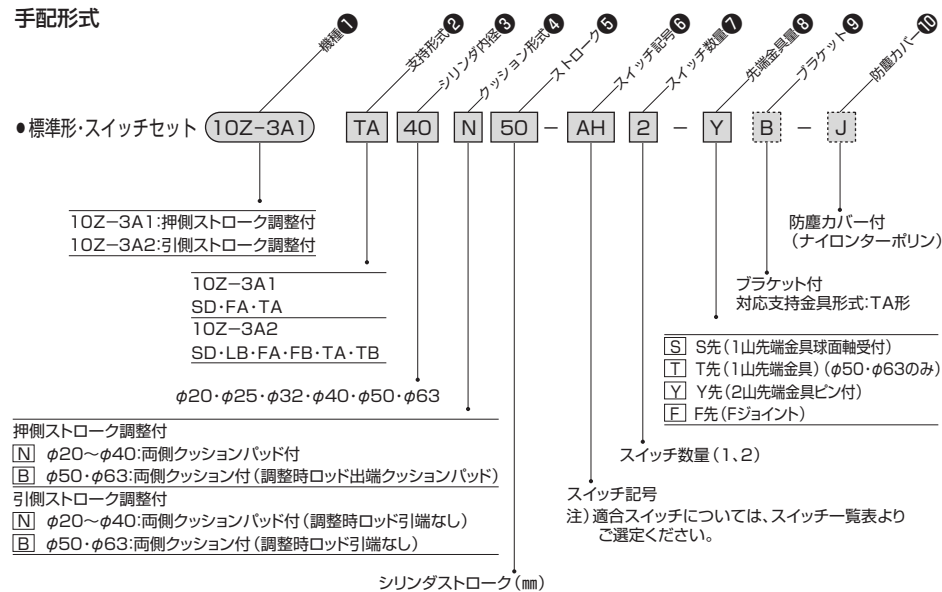 手配形式
機種❶
支持形式❷
シリンダ内径❸
クッション形式❹
ストローク❺
スイッチ記号❻
スイッチ数量❼
先端金具❽
ブラケット❾
防塵カバー❿
●標準形・スイッチセット 10Z-3A1 TA 40 N 50 - AH 2 - Y B - J
10Z-3A1:押側ストローク調整付
10Z-3A2:引側ストローク調整付
10Z-3A1
SD・FA・TA
10Z-3A2
SD・LB・FA・FB・TA・TB
φ20・φ25・φ32・φ40・φ50・φ63
押側ストローク調整付
N φ20～φ40:両側クッションパッド付
B φ50・φ63:両側クッション付(調整時ロッド出端クッションパッド)
引側ストローク調整付
N φ20～φ40:両側クッションパッド付(調整時ロッド引端なし)
B φ50・φ63:両側クッション付(調整時ロッド引端なし)
シリンダストローク(㎜)
スイッチ記号
注)適合スイッチについては、スイッチ一覧表より
ご選定ください。
スイッチ数量(1、2)
S S先(1山先端金具球面軸受付)
T T先(1山先端金具)(φ50・φ63のみ)
Y Y先(2山先端金具ピン付)
F F先(Fジョイント)
ブラケット付
対応支持金具形式:TA形
防塵カバー付
(ナイロンターポリン)